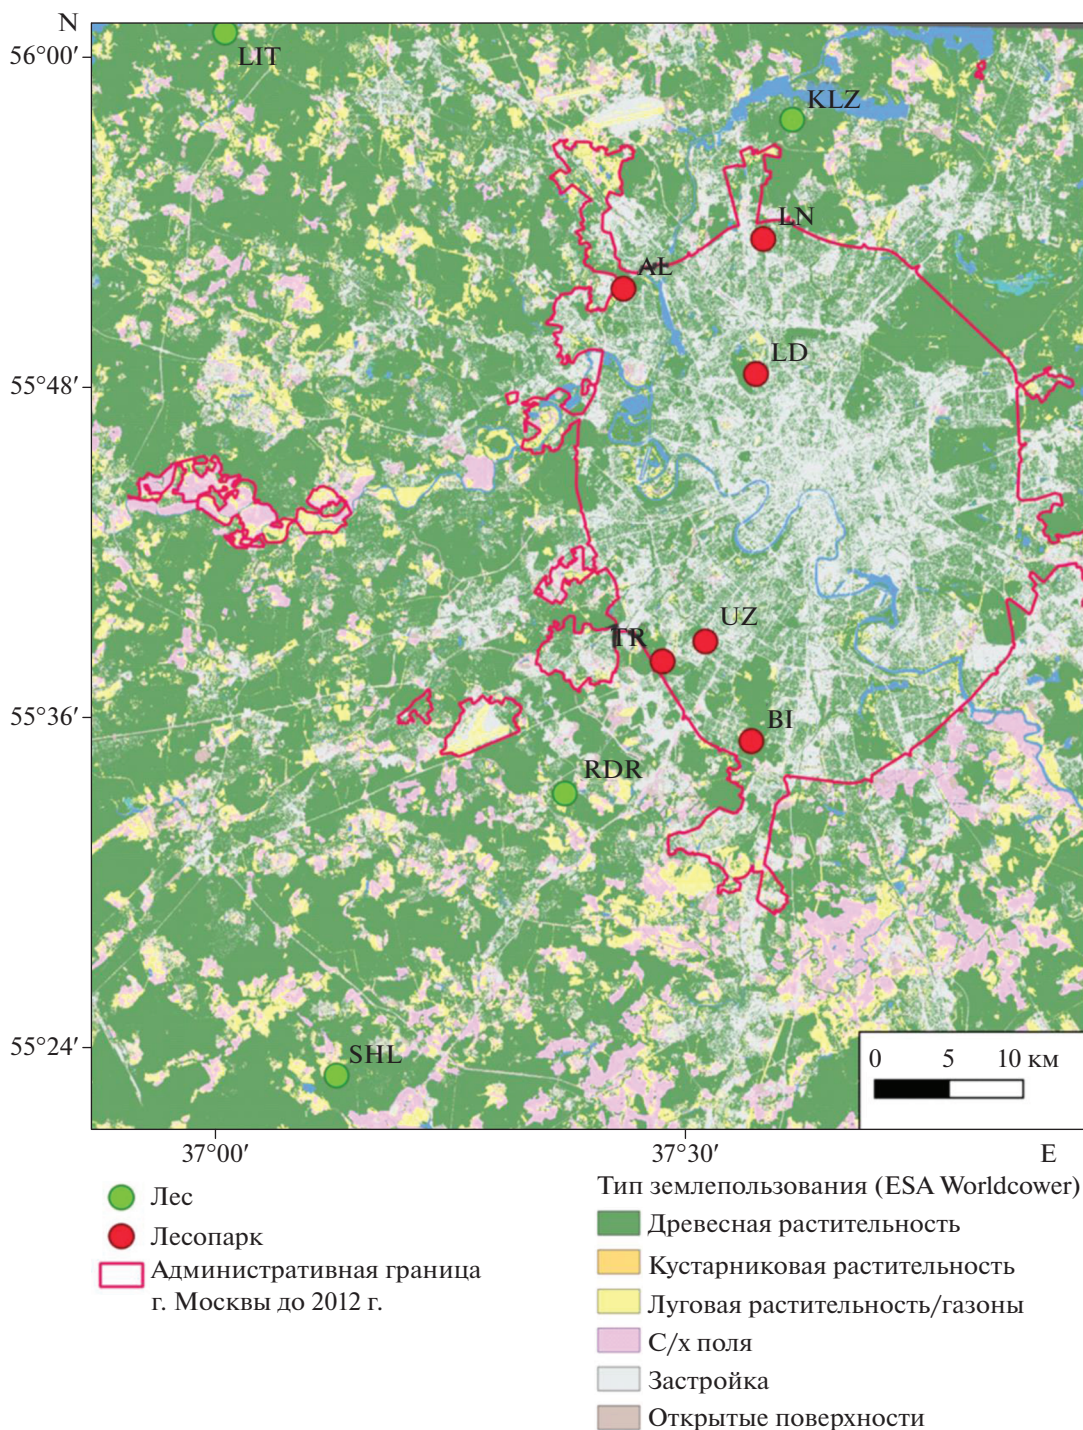 N
56°00′
LIT
KLZ
LN
AL
LD
55°48′
UZ
TR
55°36′
BI
RDR
55°24′
SHL
0 5 10 км
37°00′ 37°30′ E
Лес
Лесопарк
Административная граница
г. Москвы до 2012 г.
Тип землепользования (ESA Worldcower)
Древесная растительность
Кустарниковая растительность
Луговая растительность/газоны
С/х поля
Застройка
Открытые поверхности